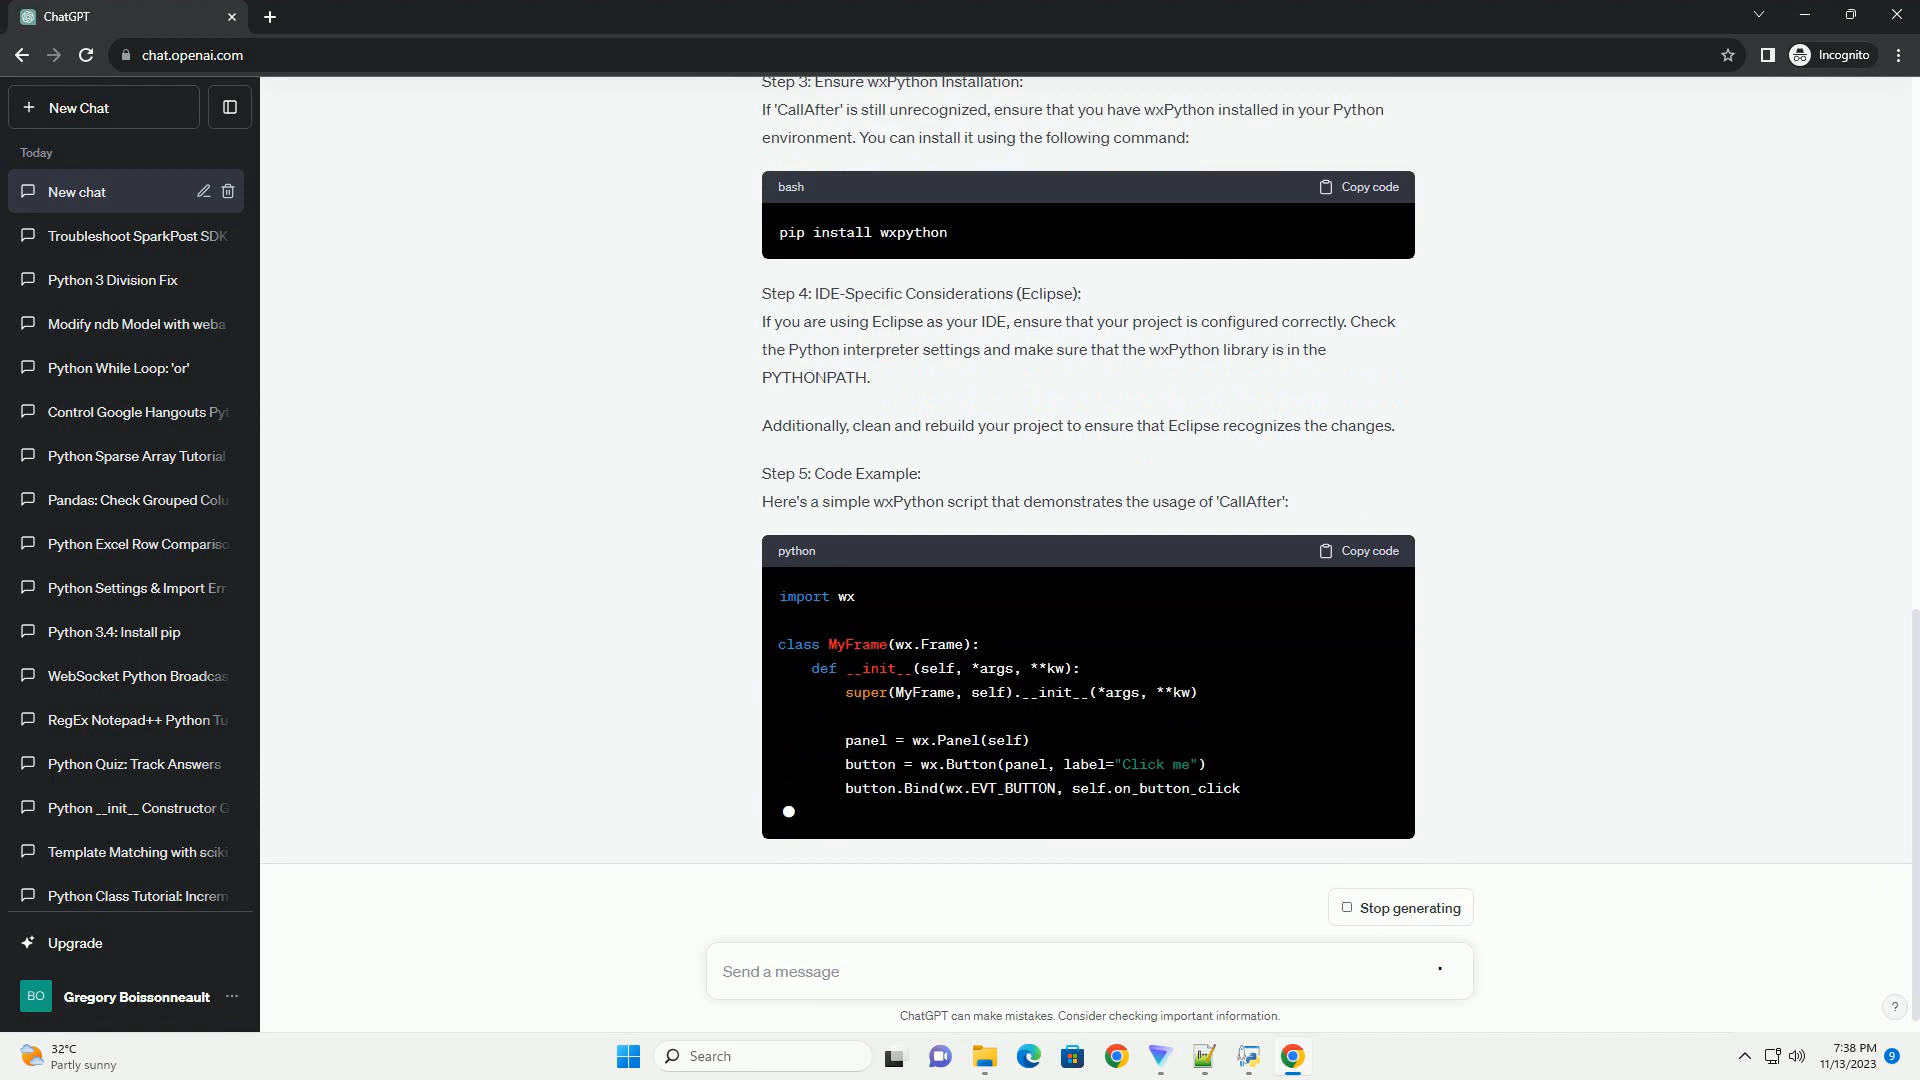 ChatGPT
chat.openai.com
Incognito
New Chat
Today
New chat
Troubleshoot SparkPost SDK
Python 3 Division Fix
Modify ndb Model with weba
Python While Loop: 'or'
Control Google Hangouts Pyt
Python Sparse Array Tutorial
Pandas: Check Grouped Colu
Python Excel Row Compariso
Python Settings & Import Err
Python 3.4: Install pip
WebSocket Python Broadcas
RegEx Notepad++ Python Tu
Python Quiz: Track Answers
Python __init__ Constructor G
Template Matching with sciki
Python Class Tutorial: Increm
Upgrade
BO Gregory Boissonneault
Step 3: Ensure wxPython Installation:
If 'CallAfter' is still unrecognized, ensure that you have wxPython installed in your Python
environment. You can install it using the following command:
bash Copy code
pip install wxpython
Step 4: IDE-Specific Considerations (Eclipse):
If you are using Eclipse as your IDE, ensure that your project is configured correctly. Check
the Python interpreter settings and make sure that the wxPython library is in the
PYTHONPATH.
Additionally, clean and rebuild your project to ensure that Eclipse recognizes the changes.
Step 5: Code Example:
Here's a simple wxPython script that demonstrates the usage of 'CallAfter':
python Copy code
import wx
class MyFrame(wx.Frame):
def __init__(self, *args, **kw):
super(MyFrame, self).__init__(*args, **kw)
panel = wx.Panel(self)
button = wx.Button(panel, label="Click me")
button.Bind(wx.EVT_BUTTON, self.on_button_click
Stop generating
Send a message
ChatGPT can make mistakes. Consider checking important information.
?
32°C
Partly sunny
Search
7:38 PM
11/13/2023
9